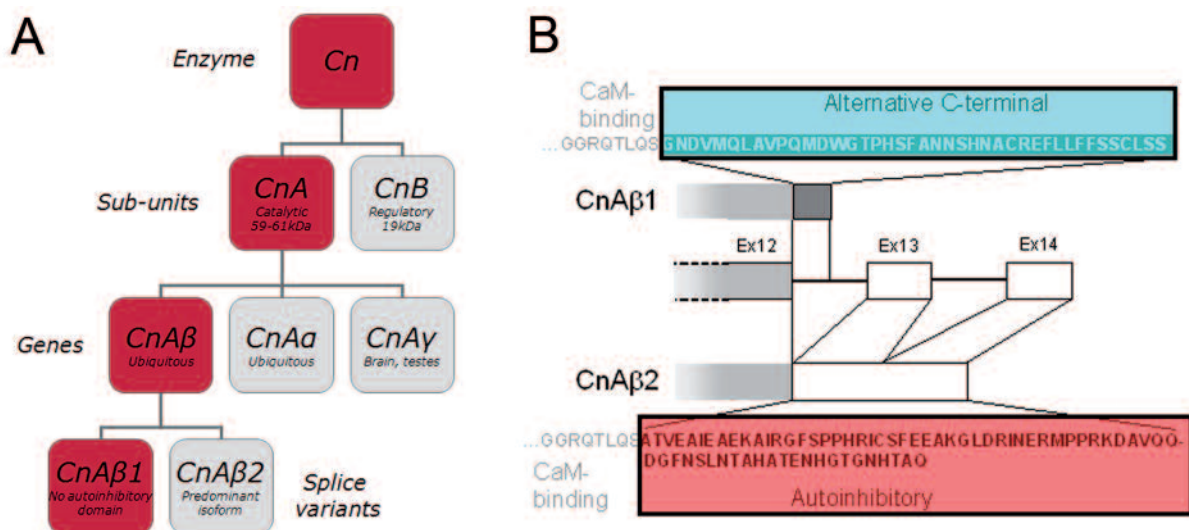 A
Enzyme
Cn
Sub-units
CnA
Catalytic
59-61kDa
CnB
Regulatory
19kDa
Genes
CnAβ
Ubiquitous
CnAα
Ubiquitous
CnAγ
Brain, testes
CnAβ1
No autoinhibitory
domain
CnAβ2
Predominant
isoform
Splice
variants
B
CaM-
binding
Alternative C-terminal
...GGRQTLQSGNDVMQLAVPQMDWGTPHSFANNSHNACREFLLFFSSCLSS
CnAβ1
Ex12
Ex13
Ex14
CnAβ2
...GGRQTLQSATVEAIEAEKAIRGFSPPHRICSFEEAKGLDRINERMPPRKDAVQQ-
DGFNSLNTAHATENHGTGNHTAQ
CaM-
binding
Autoinhibitory